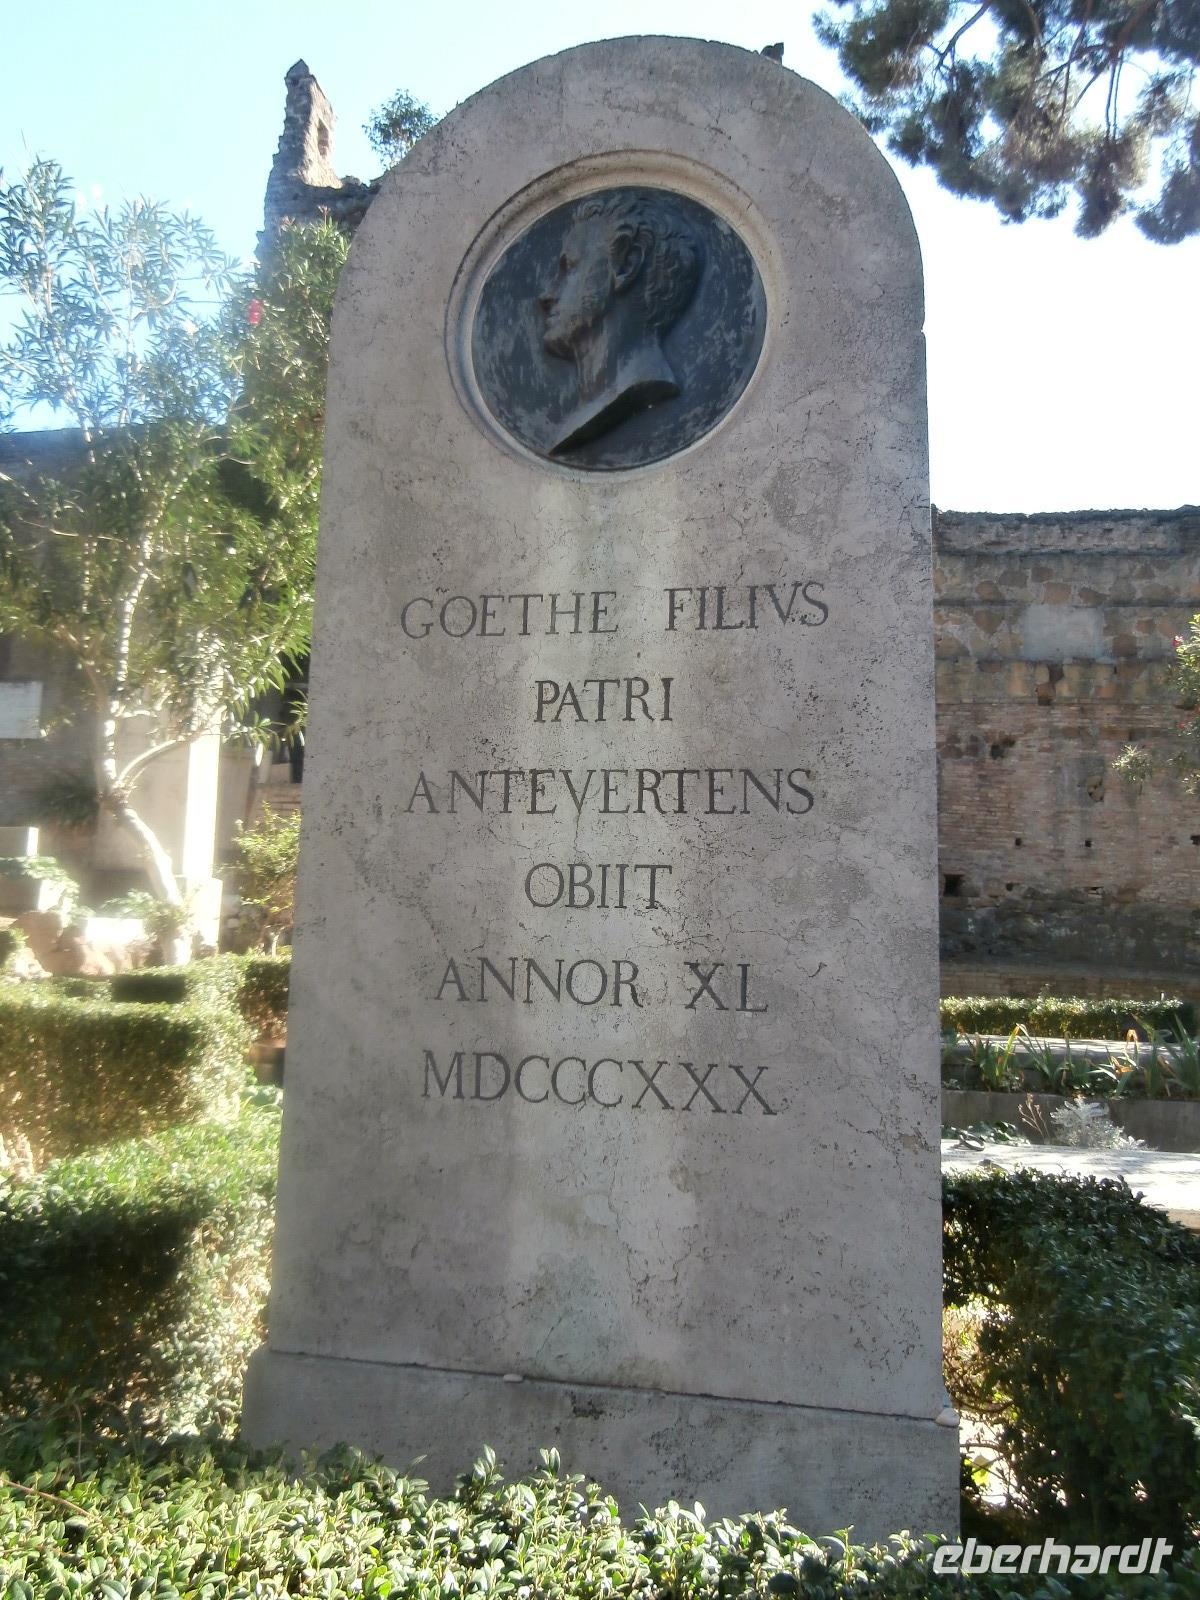 GOETHE FILIVS
PATRI
ANTEVERTENS
OBIIT
ANNOR XL
MDCCCXXX
eberhardt